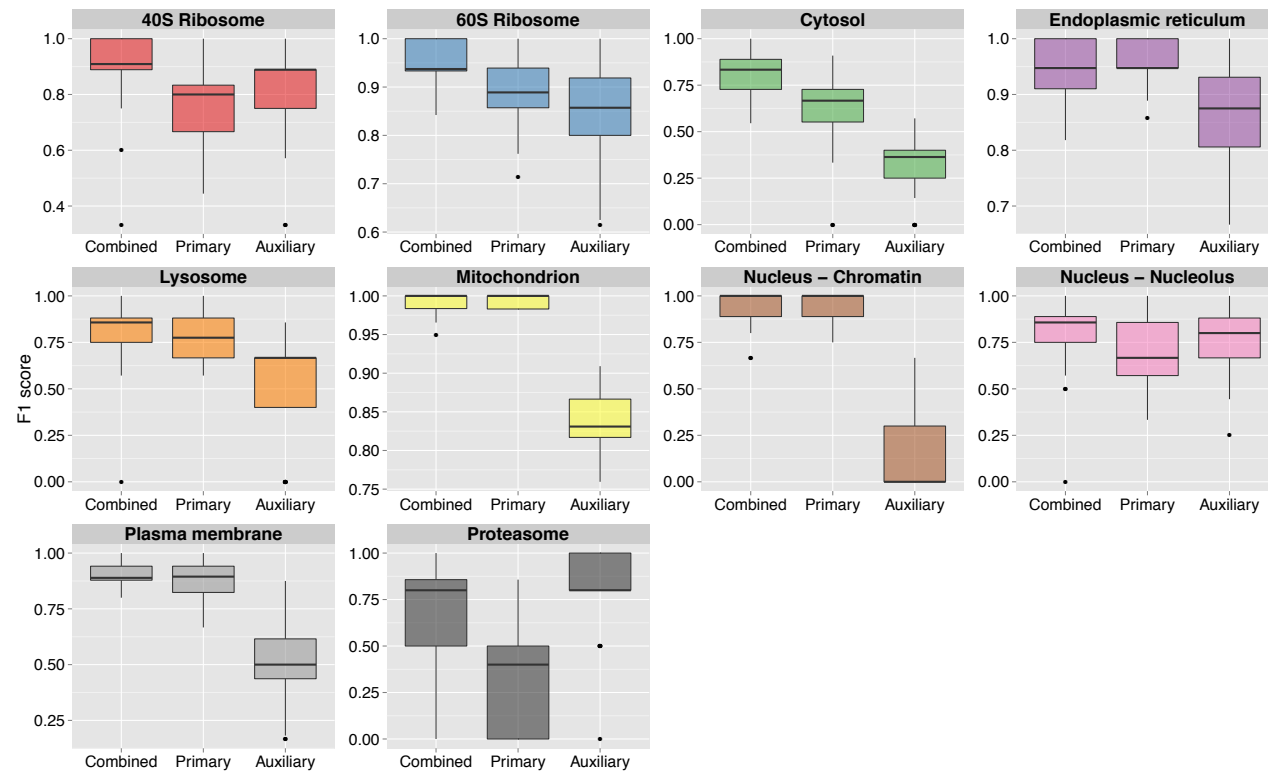 40S Ribosome
1.0
0.8
0.6
0.4
Combined Primary Auxiliary
60S Ribosome
1.0
0.9
0.8
0.7
0.6
Combined Primary Auxiliary
Cytosol
1.00
0.75
0.50
0.25
0.00
Combined Primary Auxiliary
Endoplasmic reticulum
1.0
0.9
0.8
0.7
Combined Primary Auxiliary
F1 score
Lysosome
1.00
0.75
0.50
0.25
0.00
Combined Primary Auxiliary
Mitochondrion
1.00
0.95
0.90
0.85
0.80
0.75
Combined Primary Auxiliary
Nucleus − Chromatin
1.00
0.75
0.50
0.25
0.00
Combined Primary Auxiliary
Nucleus − Nucleolus
1.00
0.75
0.50
0.25
0.00
Combined Primary Auxiliary
Plasma membrane
1.00
0.75
0.50
0.25
Combined Primary Auxiliary
Proteasome
1.00
0.75
0.50
0.25
0.00
Combined Primary Auxiliary